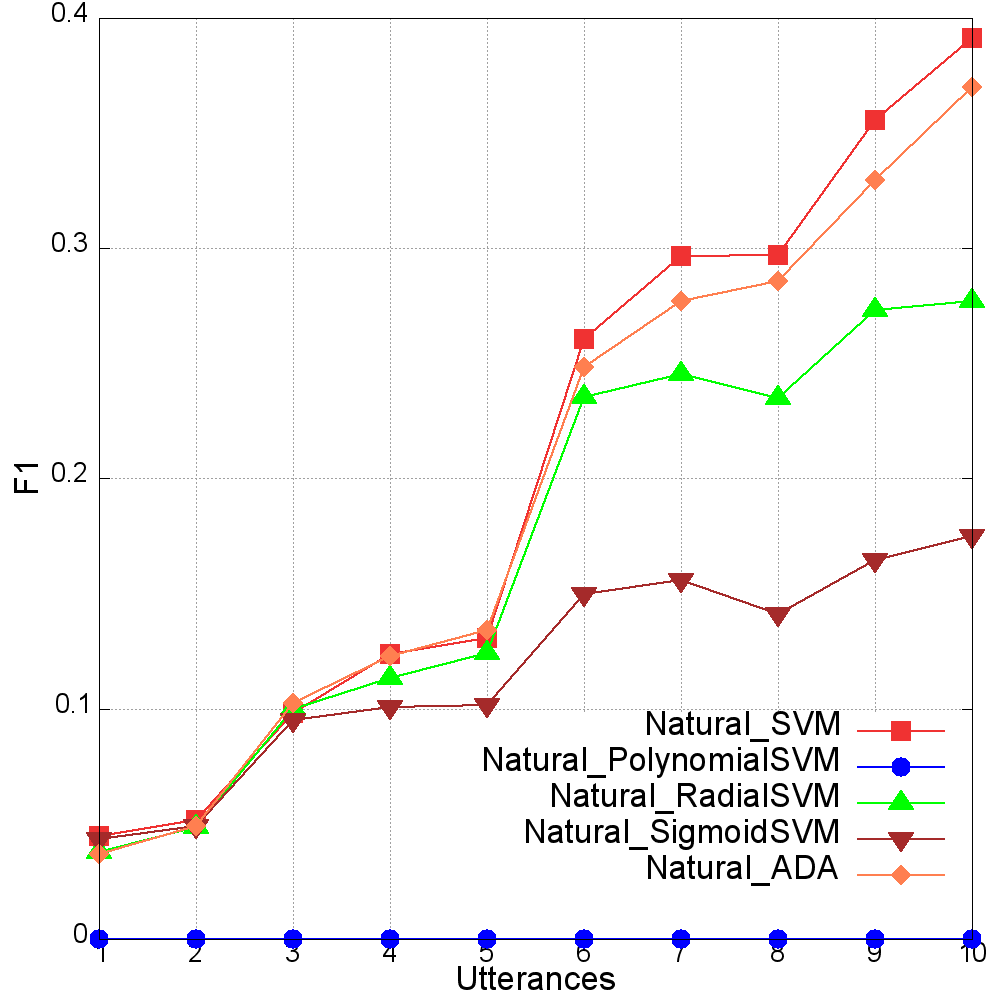 0.4
0.3
0.2
0.1
0
F1
Natural_SVM
Natural_PolynomialSVM
Natural_RadialSVM
Natural_SigmoidSVM
Natural_ADA
1 2 3 4 5 6 7 8 9 10
Utterances